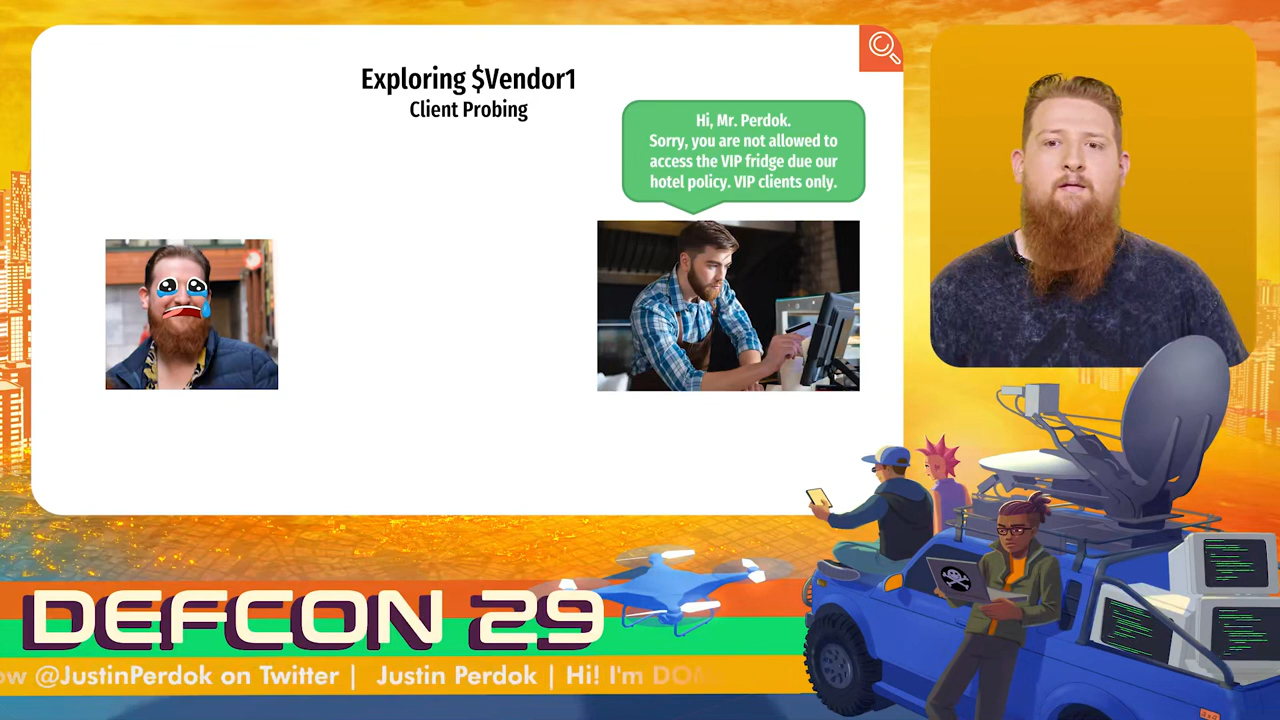 Exploring $Vendor1
Client Probing
Hi, Mr. Perdok.
Sorry, you are not allowed to
access the VIP fridge due our
hotel policy. VIP clients only.
DEFCON 29
ow @JustinPerdok on Twitter | Justin Perdok | Hi! I'm DOM